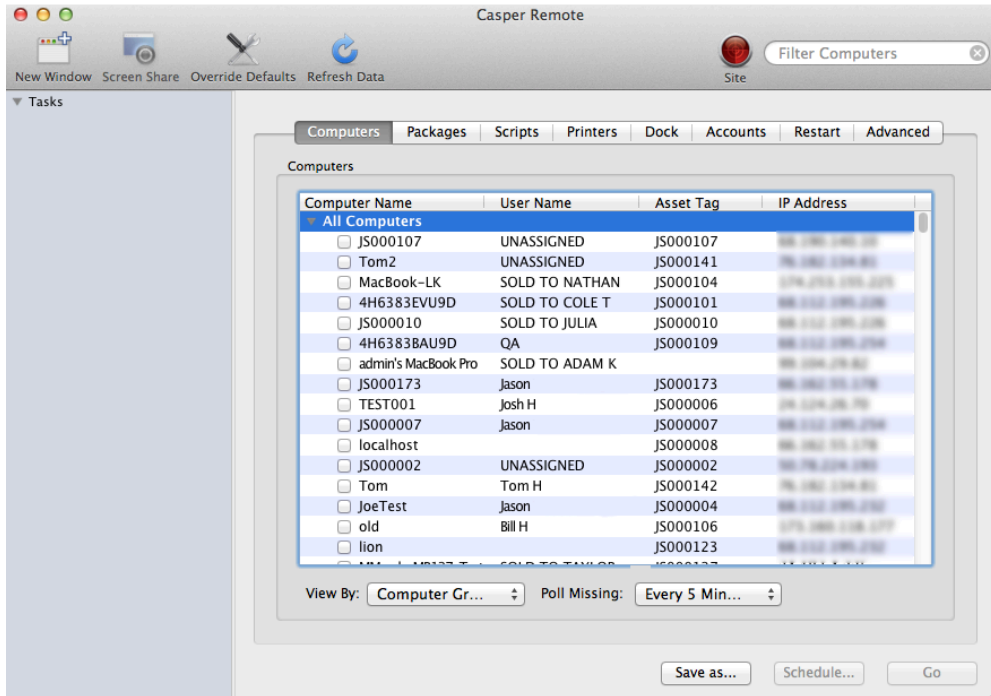 Casper Remote
New Window Screen Share Override Defaults Refresh Data Site Filter Computers
Tasks
Computers Packages Scripts Printers Dock Accounts Restart Advanced
Computers
Computer Name User Name Asset Tag IP Address
All Computers
JS000107 UNASSIGNED JS000107
Tom2 UNASSIGNED JS000141
MacBook-LK SOLD TO NATHAN JS000104
4H6383EVU9D SOLD TO COLE T JS000101
JS000010 SOLD TO JULIA JS000010
4H6383BAU9D QA JS000109
admin's MacBook Pro SOLD TO ADAM K
JS000173 Jason JS000173
TEST001 Josh H JS000006
JS000007 Jason JS000007
localhost JS000008
JS000002 UNASSIGNED JS000002
Tom Tom H JS000142
JoeTest Jason JS000004
old Bill H JS000106
lion JS000123
View By: Computer Gr... Poll Missing: Every 5 Min...
Save as... Schedule... Go